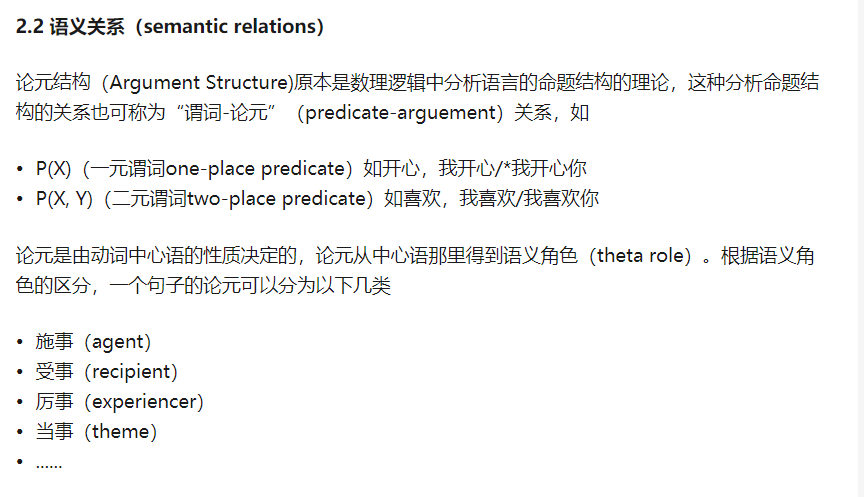 2.2 语义关系（semantic relations）
论元结构（Argument Structure)原本是数理逻辑中分析语言的命题结构的理论，这种分析命题结
构的关系也可称为“谓词-论元”（predicate-arguement）关系，如
• P(X)（一元谓词one-place predicate）如开心，我开心/*我开心你
• P(X, Y)（二元谓词two-place predicate）如喜欢，我喜欢/我喜欢你
论元是由动词中心语的性质决定的，论元从中心语那里得到语义角色（theta role）。根据语义角
色的区分，一个句子的论元可以分为以下几类
• 施事（agent）
• 受事（recipient）
• 厉事（experiencer）
• 当事（theme）
• ......